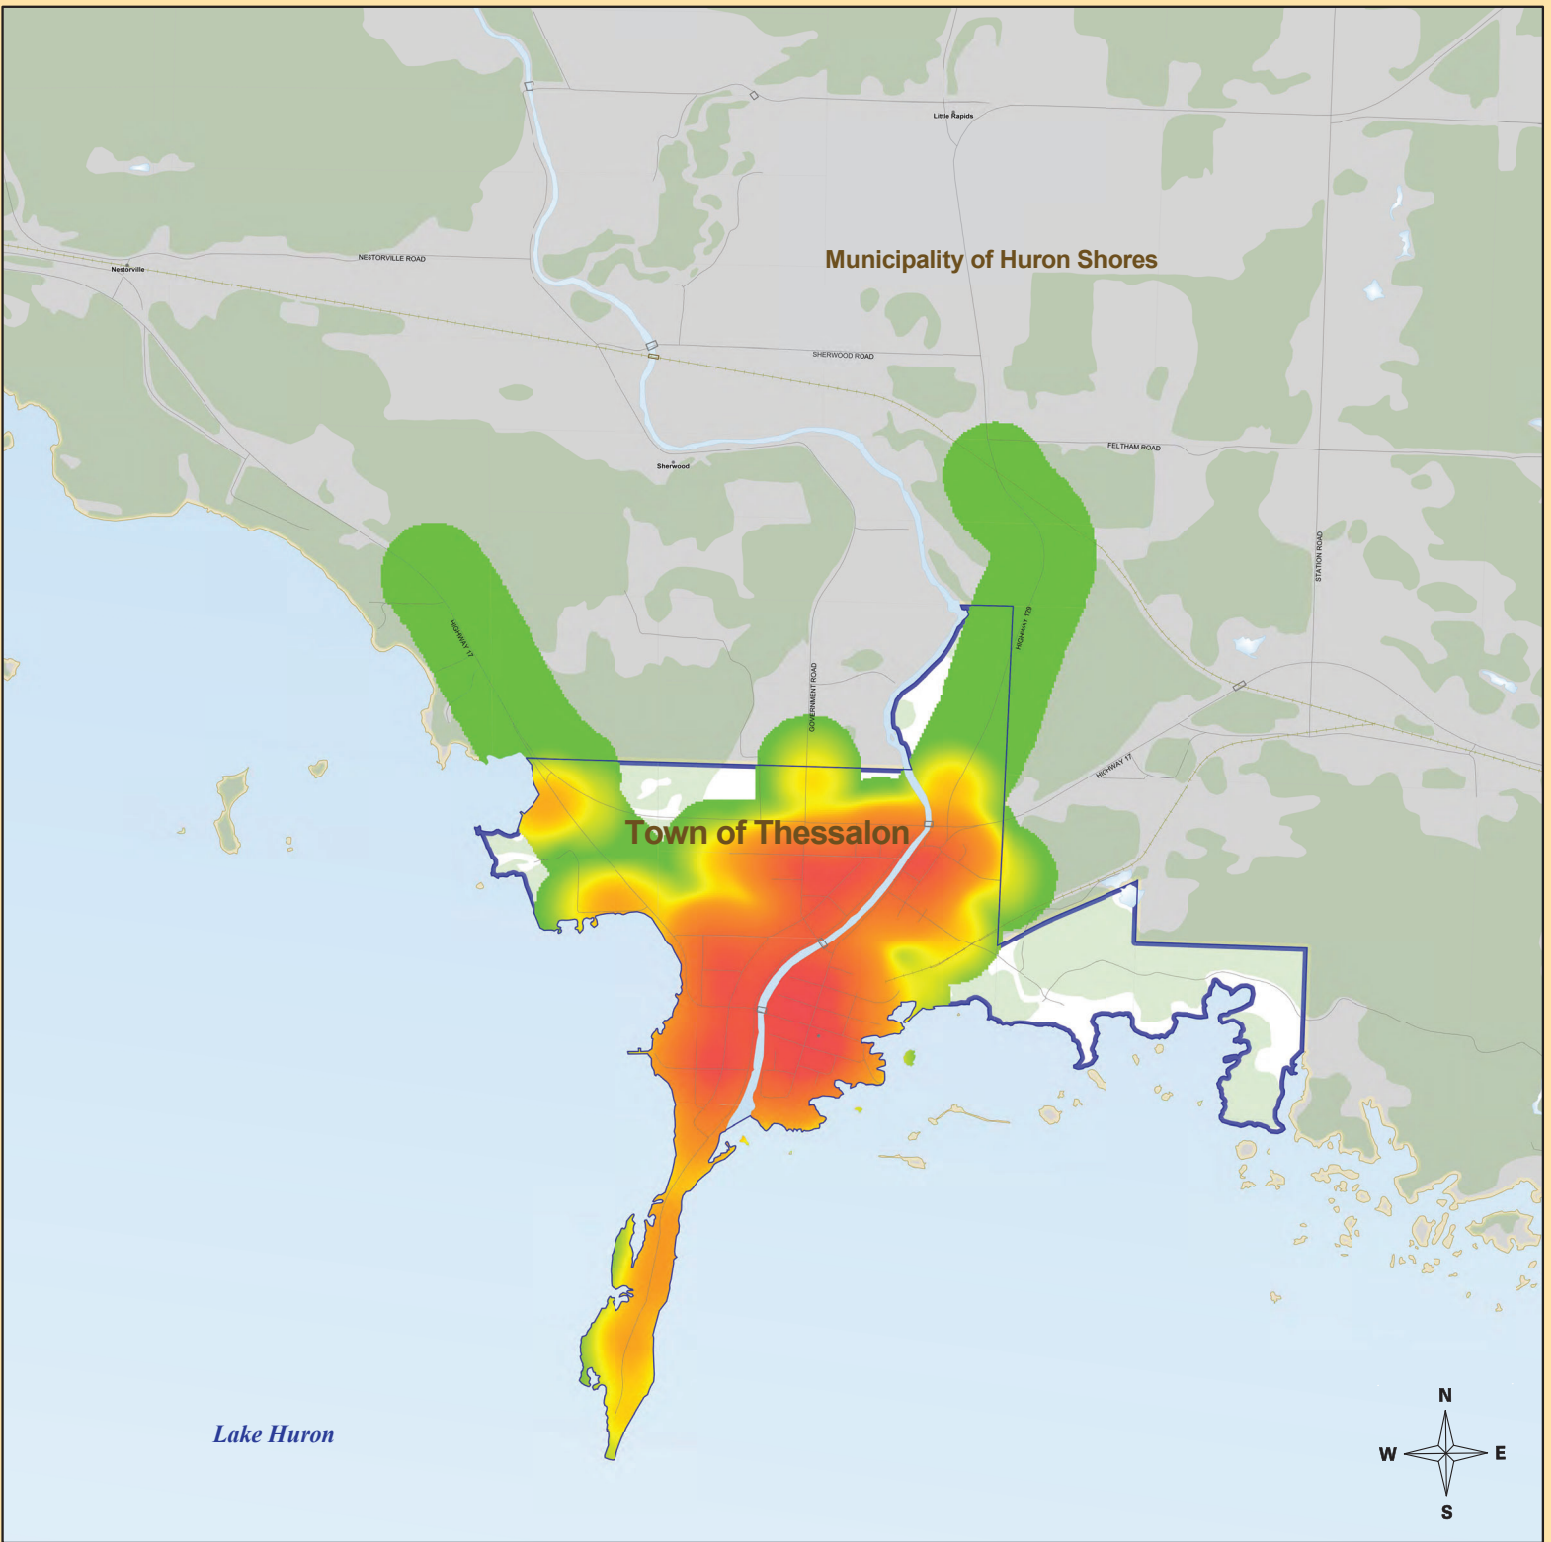 Little Rapids
Municipality of Huron Shores
NESTORVILLE ROAD
Nestorville
SHERWOOD ROAD
FELTHAM ROAD
Sherwood
STATION ROAD
HIGHWAY 17
HIGHWAY 129
GOVERNMENT ROAD
HIGHWAY 17
Town of Thessalon
Lake Huron
N
W E
S